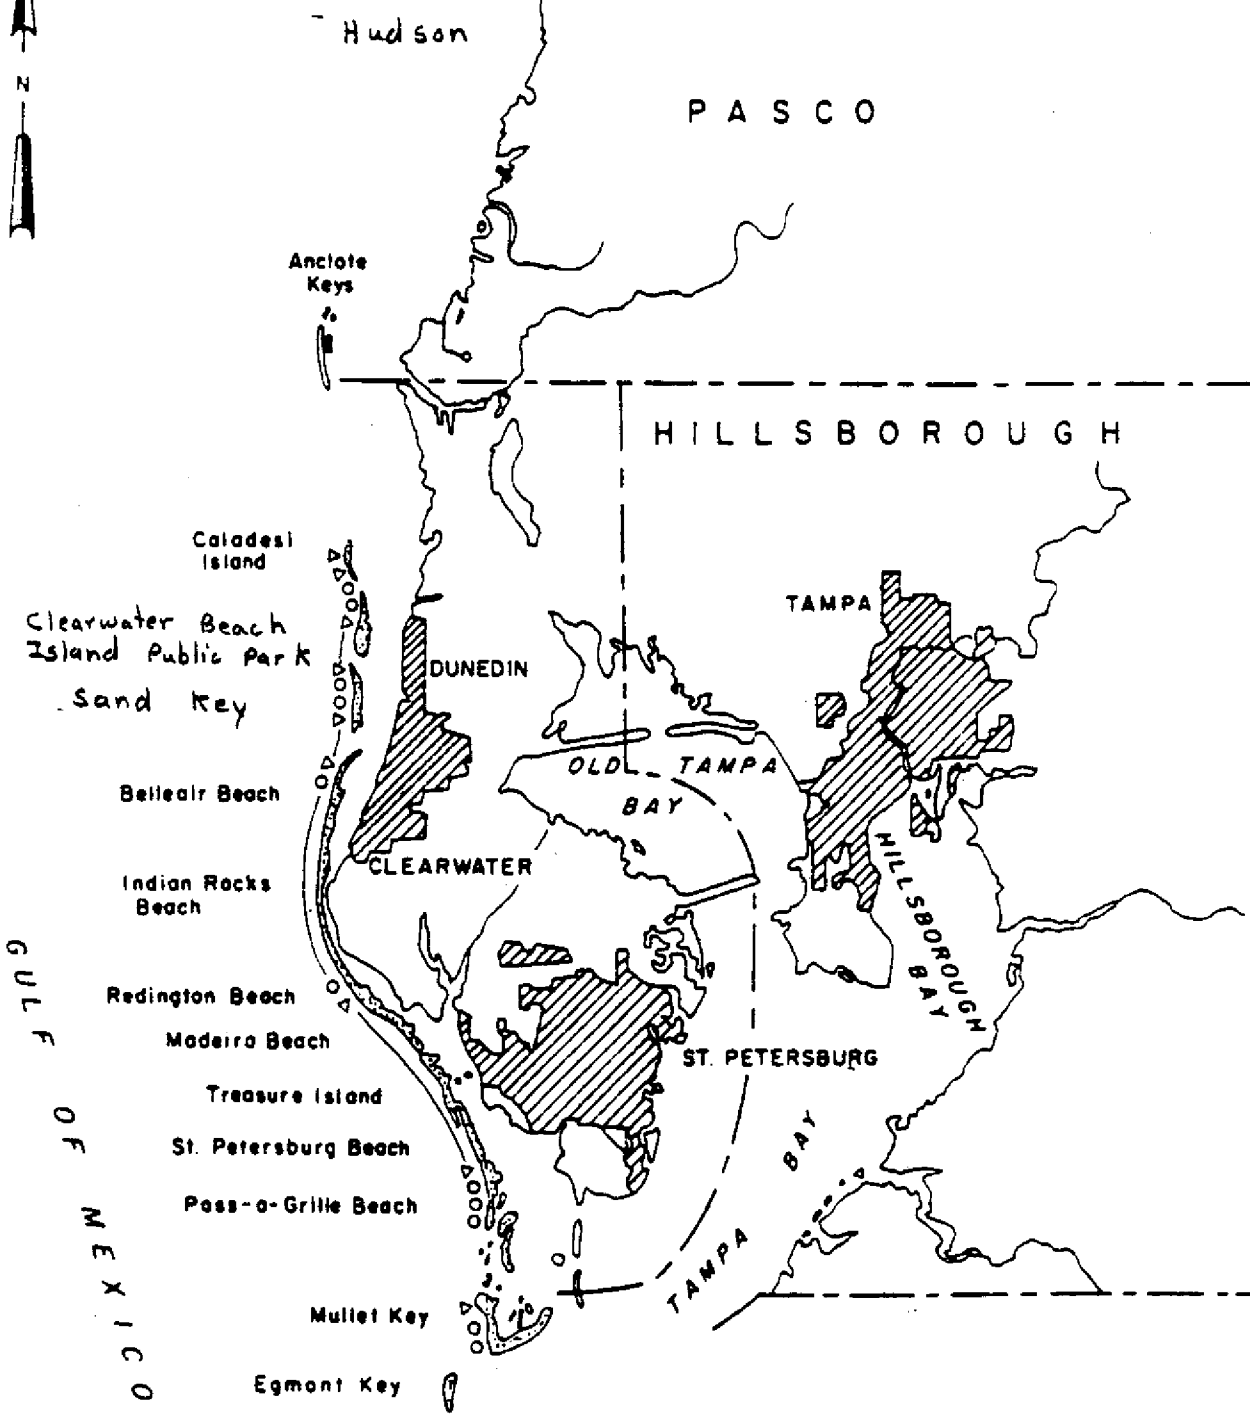 Hudson
N
PASCO
Anclote
Keys
HILLSBOROUGH
Caladesi
Island
TAMPA
Clearwater Beach
Island Public Park
Sand Key
DUNEDIN
OLD TAMPA
BAY
Belleair Beach
CLEARWATER
HILLSBOROUGH
BAY
Indian Rocks
Beach
GULF OF MEXICO
Redington Beach
Madeira Beach
ST. PETERSBURG
Treasure Island
St. Petersburg Beach
Pass-a-Grille Beach
TAMPA BAY
Mullet Key
Egmont Key